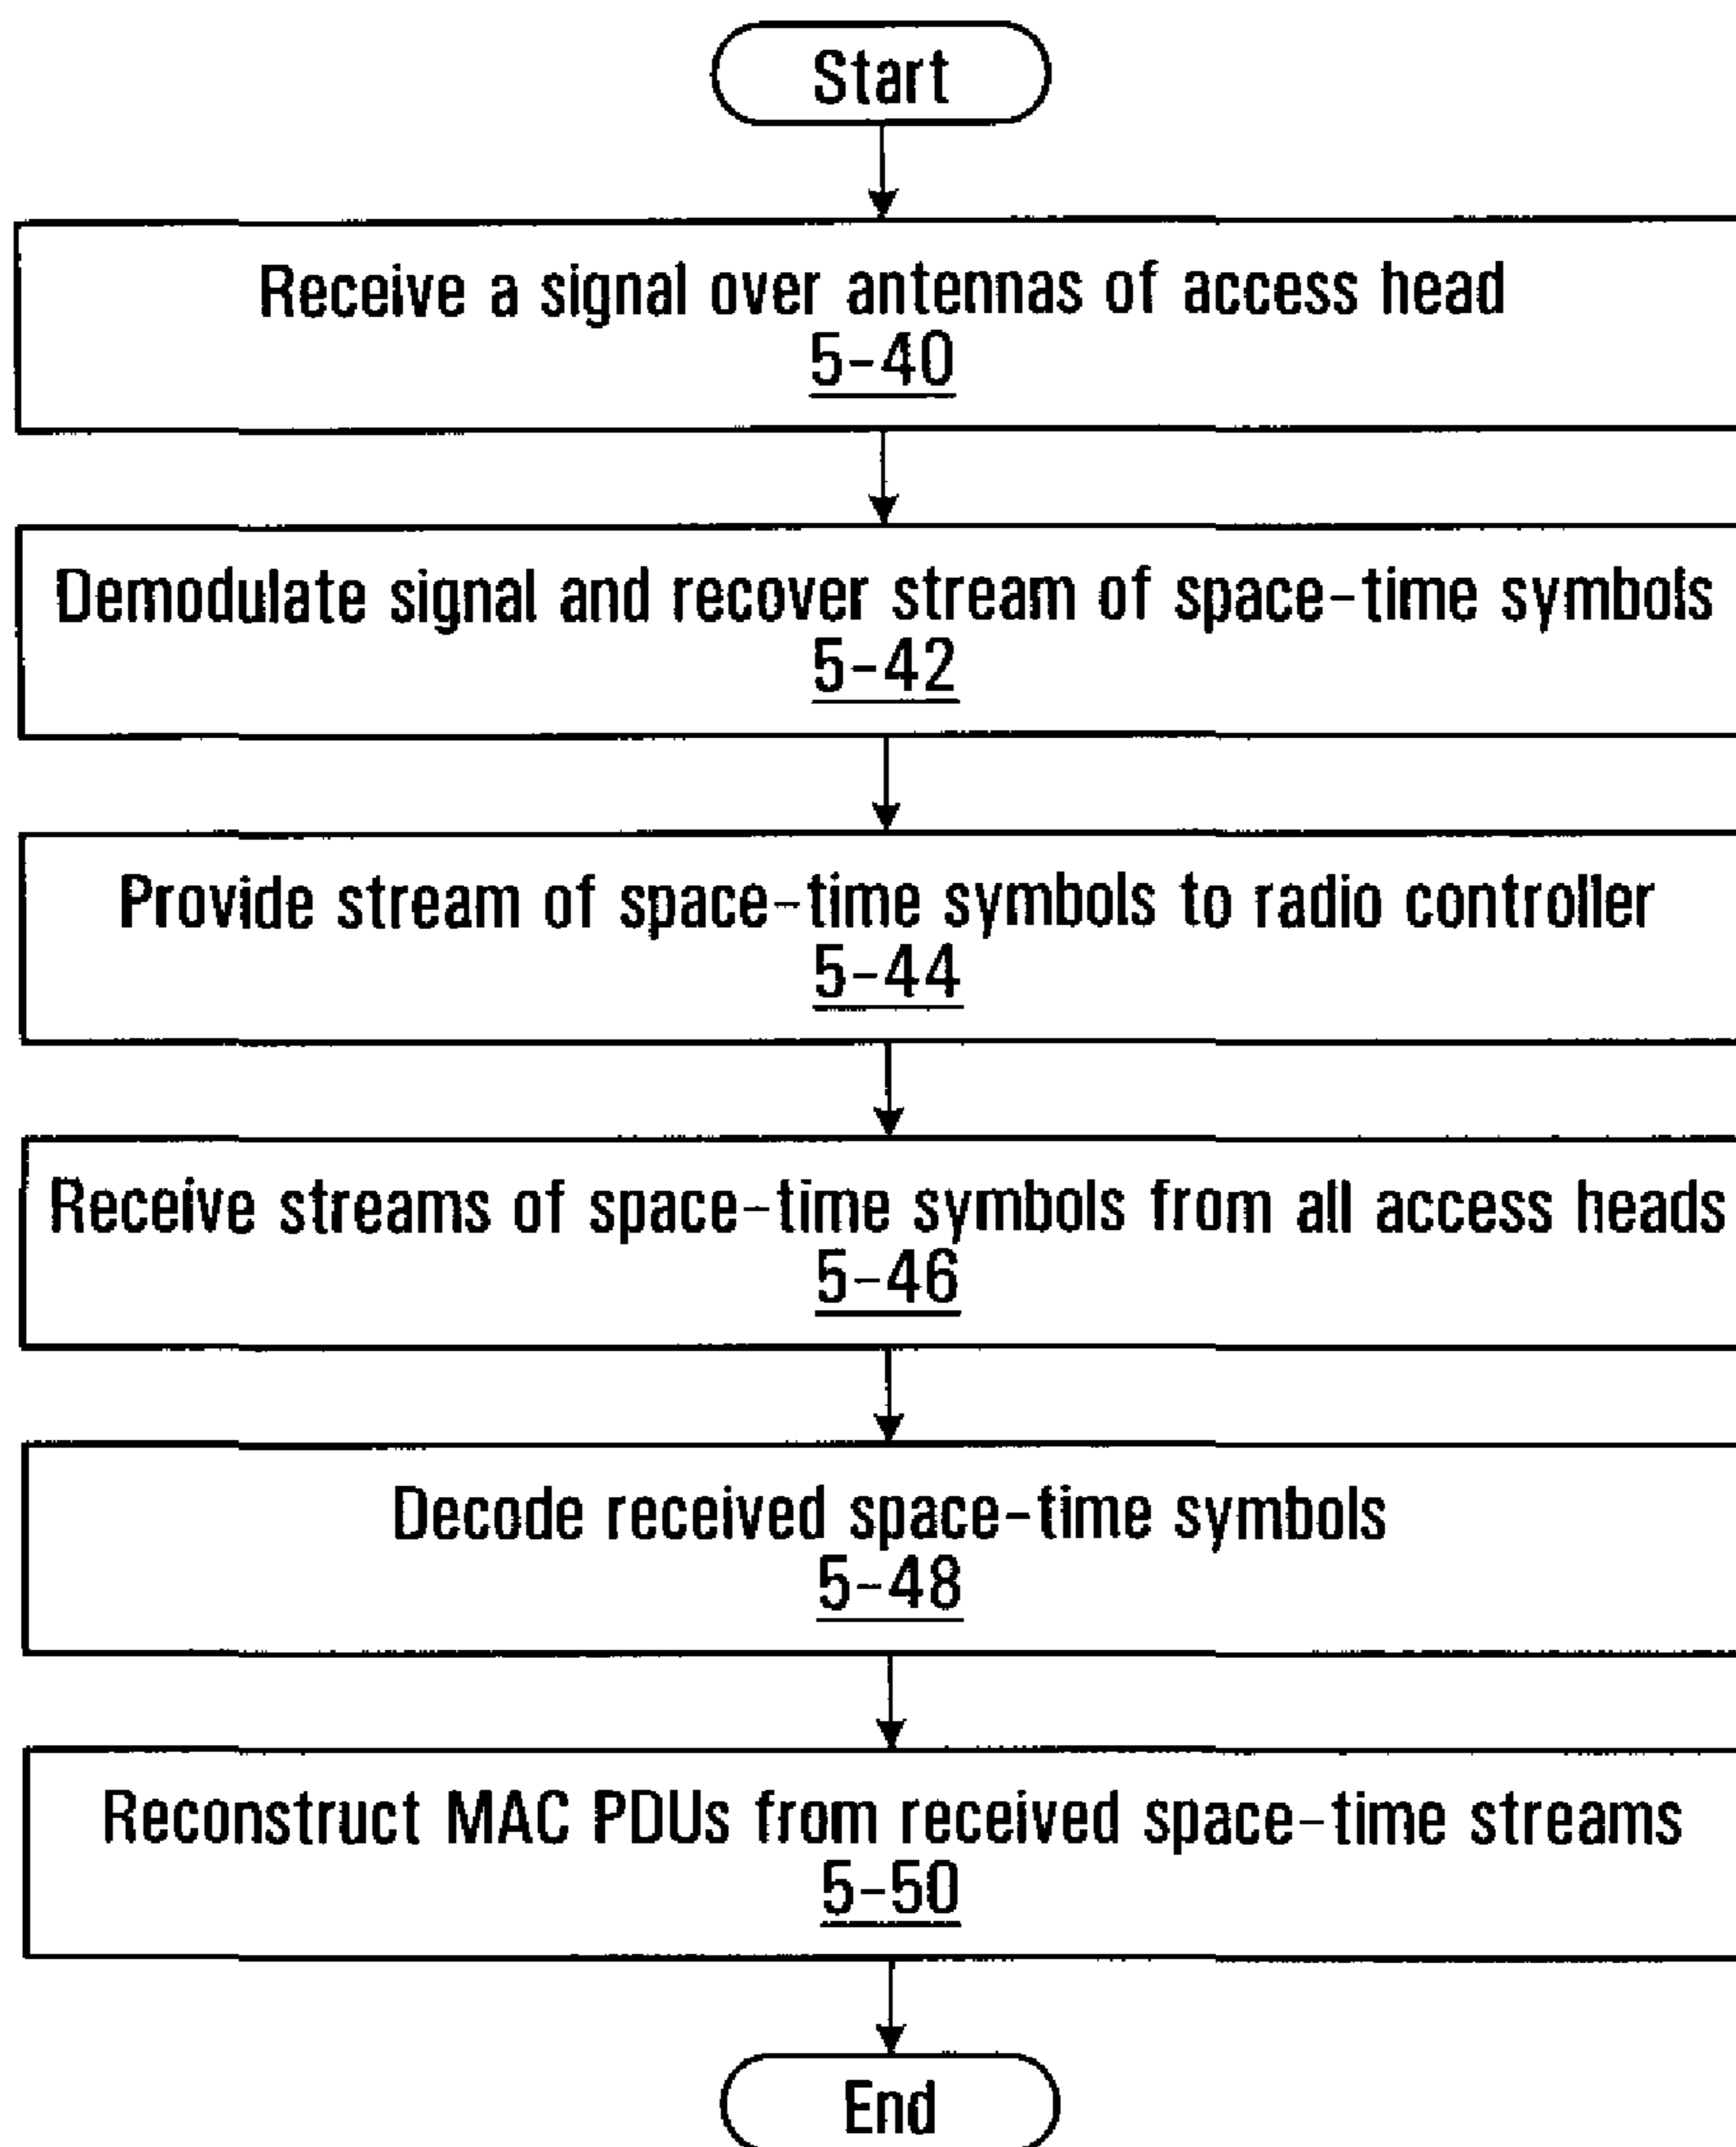 Start
Receive a signal over antennas of access head
5-40
Demodulate signal and recover stream of space-time symbols
5-42
Provide stream of space-time symbols to radio controller
5-44
Receive streams of space-time symbols from all access heads
5-46
Decode received space-time symbols
5-48
Reconstruct MAC PDUs from received space-time streams
5-50
End